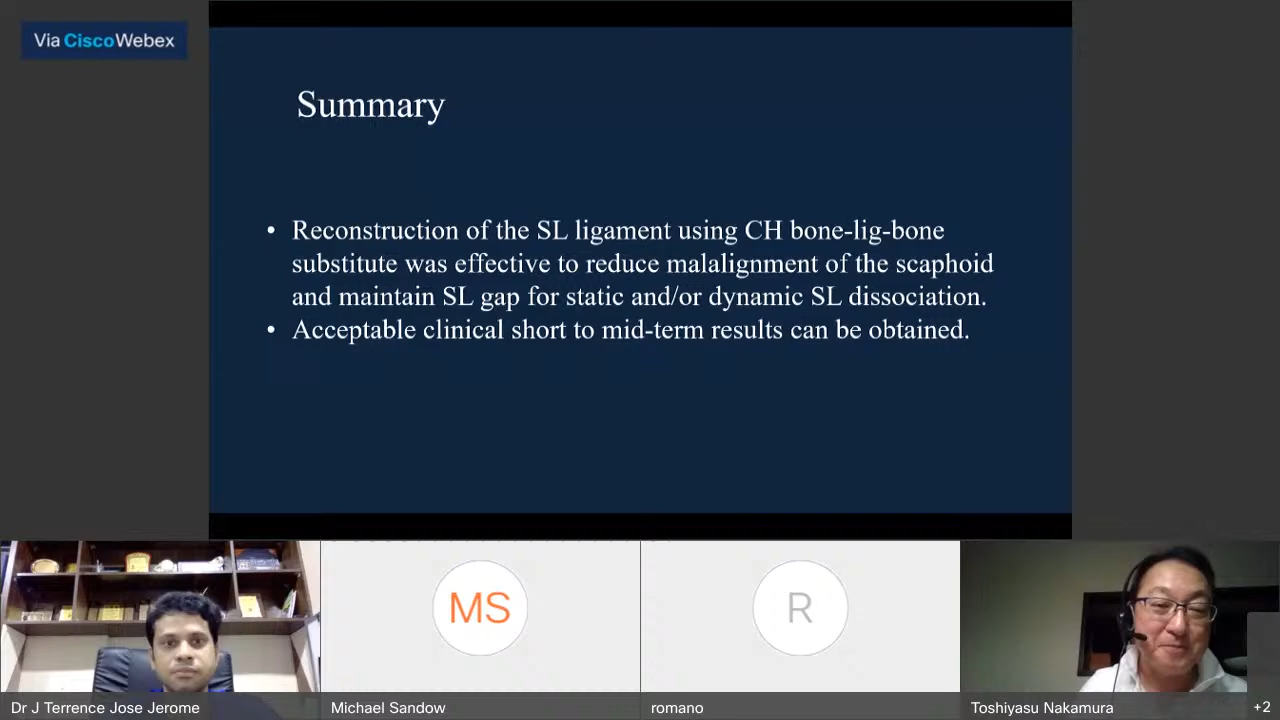 Via CiscoWebex
Summary
• Reconstruction of the SL ligament using CH bone-lig-bone
substitute was effective to reduce malalignment of the scaphoid
and maintain SL gap for static and/or dynamic SL dissociation.
• Acceptable clinical short to mid-term results can be obtained.
MS
R
Dr J Terrence Jose Jerome
Michael Sandow
romano
Toshiyasu Nakamura
+2